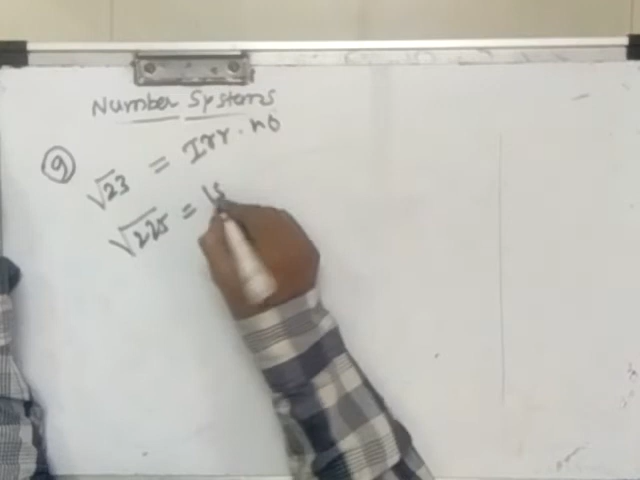 Number Systems
9
√23 = Irr. no
√225 = 15